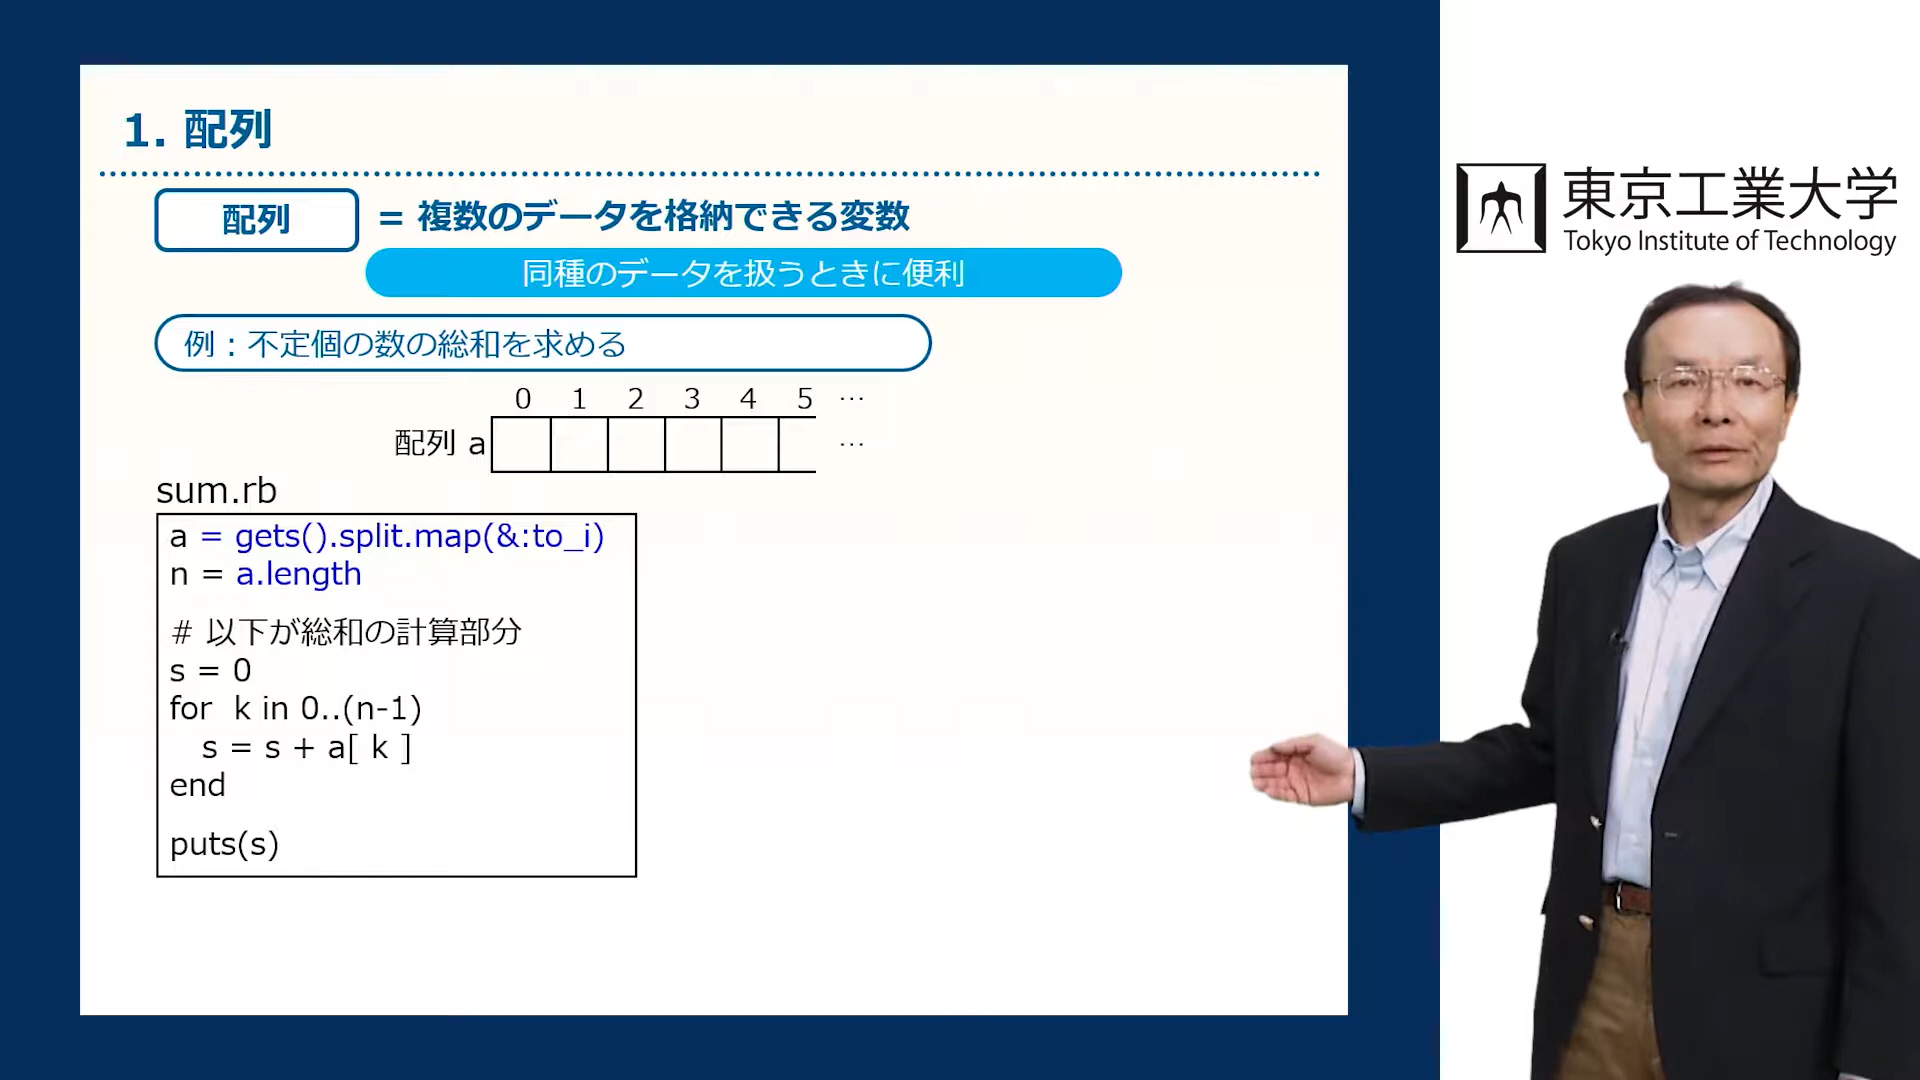 1. 配列
配列 = 複数のデータを格納できる変数
同種のデータを扱うときに便利
例：不定個の数の総和を求める
0 1 2 3 4 5 …
配列 a …
sum.rb
a = gets().split.map(&:to_i)
n = a.length
# 以下が総和の計算部分
s = 0
for k in 0..(n-1)
s = s + a[ k ]
end
puts(s)
東京工業大学
Tokyo Institute of Technology